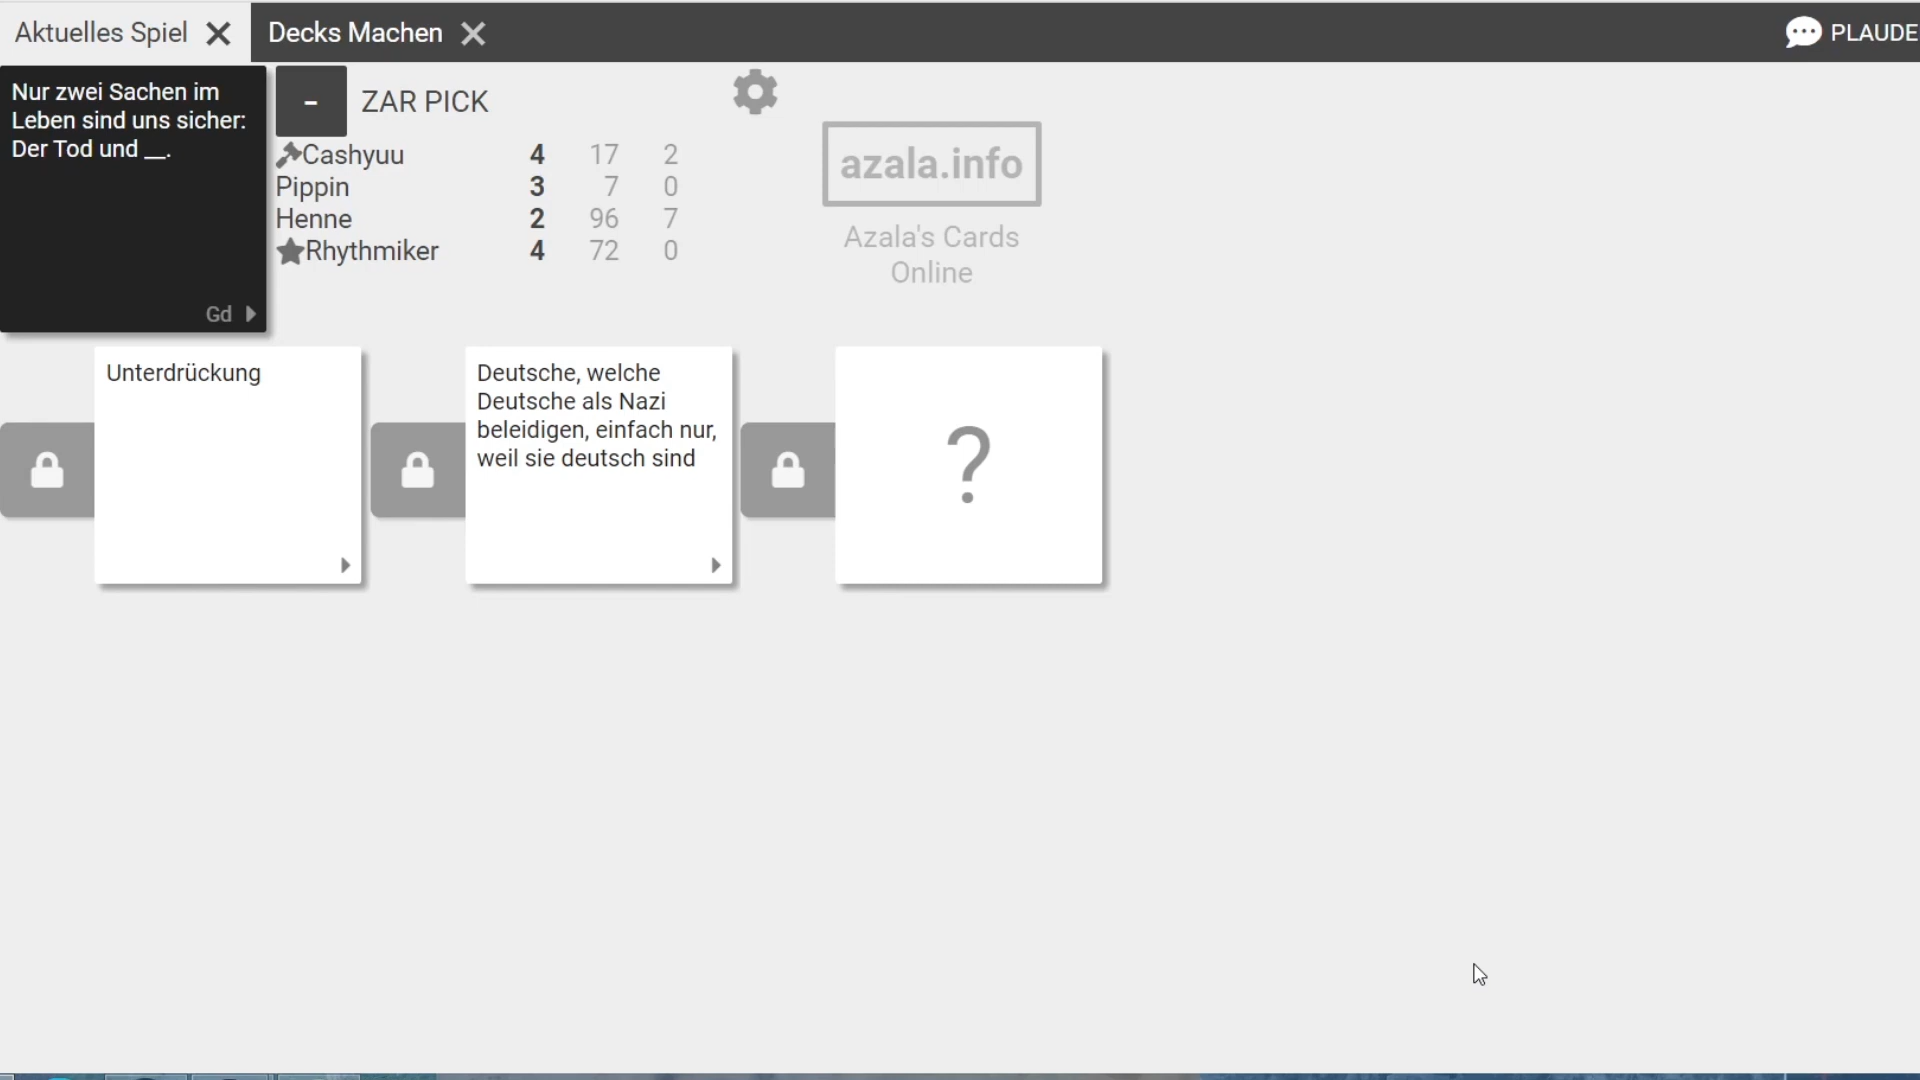 Aktuelles Spiel
Decks Machen
PLAUDE
Nur zwei Sachen im
Leben sind uns sicher:
Der Tod und __.
Gd
-
ZAR PICK
Cashyuu 4 17 2
Pippin 3 7 0
Henne 2 96 7
Rhythmiker 4 72 0
azala.info
Azala's Cards
Online
Unterdrückung
Deutsche, welche
Deutsche als Nazi
beleidigen, einfach nur,
weil sie deutsch sind
?